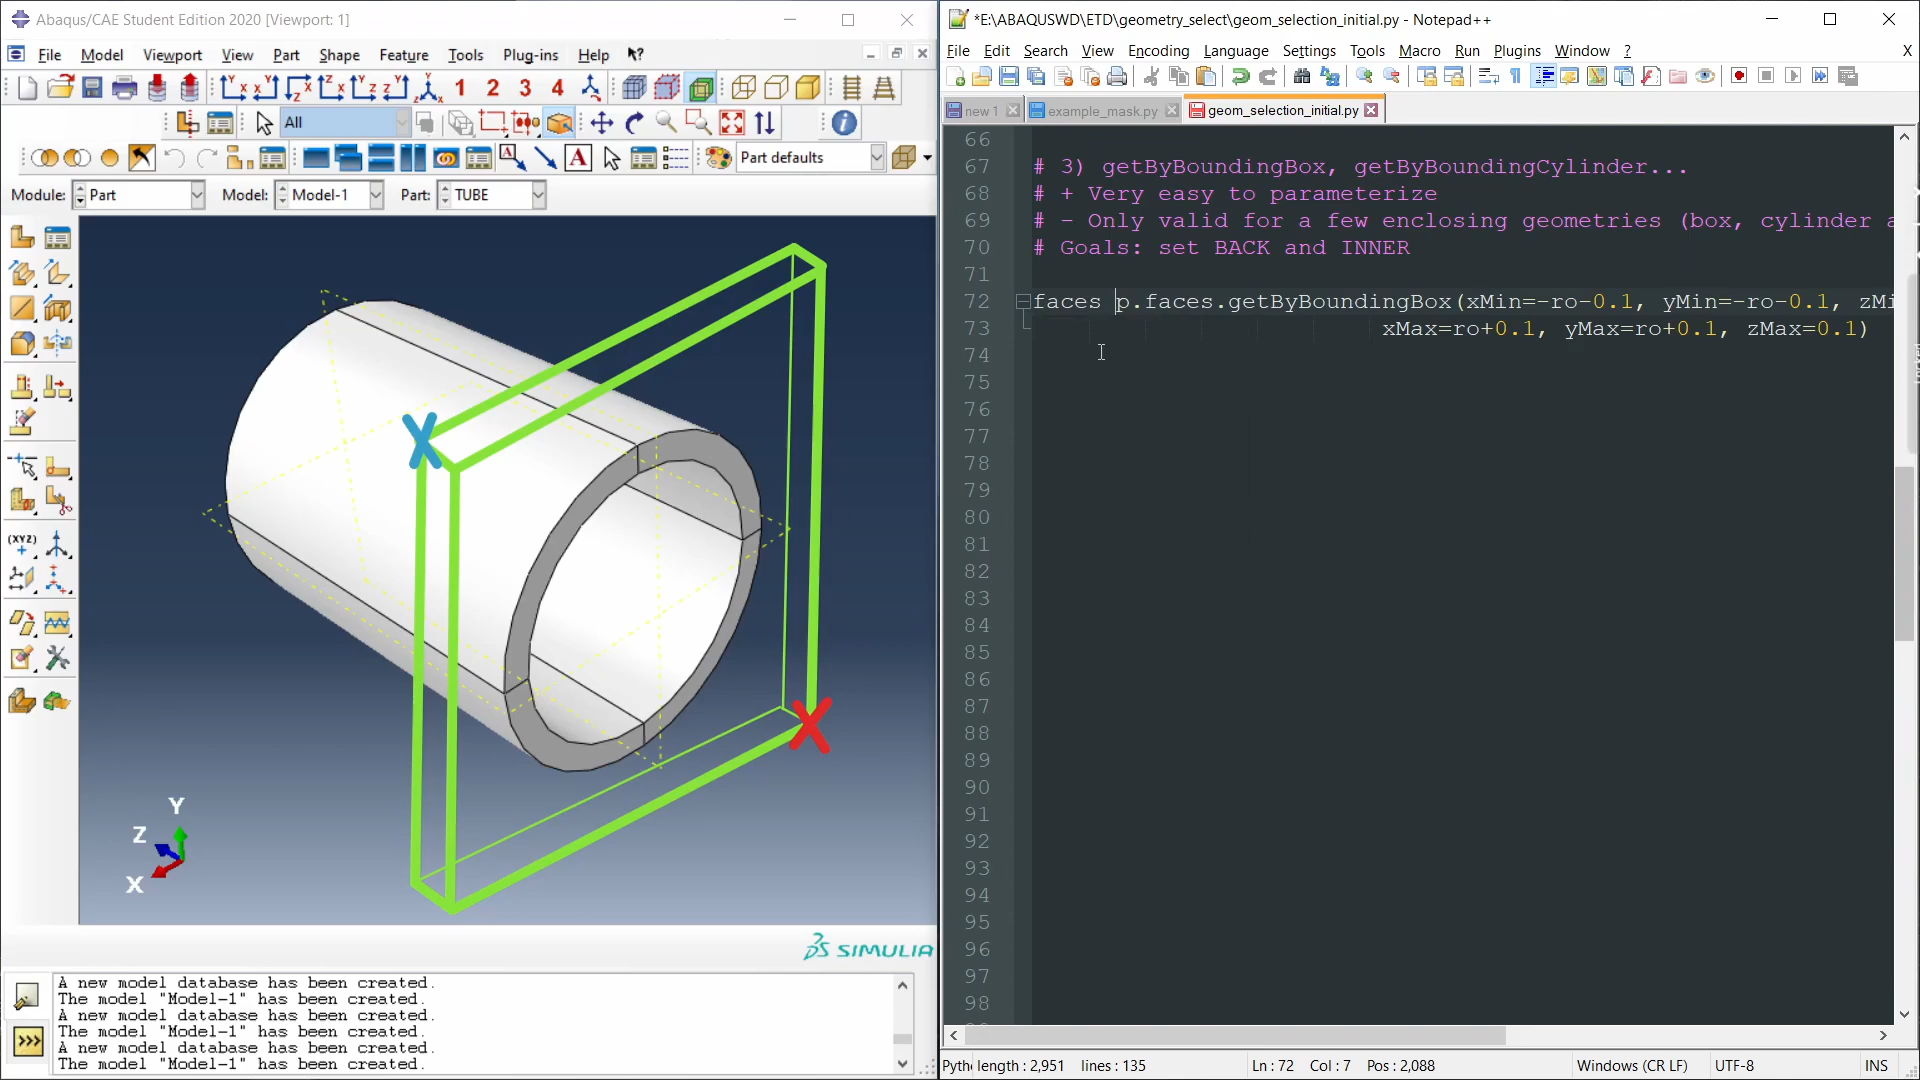 Abaqus/CAE Student Edition 2020 [Viewport: 1]
File Model Viewport View Part Shape Feature Tools Plug-ins Help
1 2 3 4
All
Part defaults
Module: Part Model: Model-1 Part: TUBE
(XYZ)
Y
Z
X
SIMULIA
A new model database has been created.
The model "Model-1" has been created.
A new model database has been created.
The model "Model-1" has been created.
A new model database has been created.
The model "Model-1" has been created.
*E:\ABAQUSWD\ETD\geometry_select\geom_selection_initial.py - Notepad++
File Edit Search View Encoding Language Settings Tools Macro Run Plugins Window ? X
new 1 example_mask.py geom_selection_initial.py
66
67 # 3) getByBoundingBox, getByBoundingCylinder...
68 # + Very easy to parameterize
69 # - Only valid for a few enclosing geometries (box, cylinder a
70 # Goals: set BACK and INNER
71
72 faces p.faces.getByBoundingBox(xMin=-ro-0.1, yMin=-ro-0.1, zMi
73 xMax=ro+0.1, yMax=ro+0.1, zMax=0.1)
74
75
76
77
78
79
80
81
82
83
84
85
86
87
88
89
90
91
92
93
94
95
96
97
98
Pyth length : 2,951 lines : 135 Ln : 72 Col : 7 Pos : 2,088 Windows (CR LF) UTF-8 INS